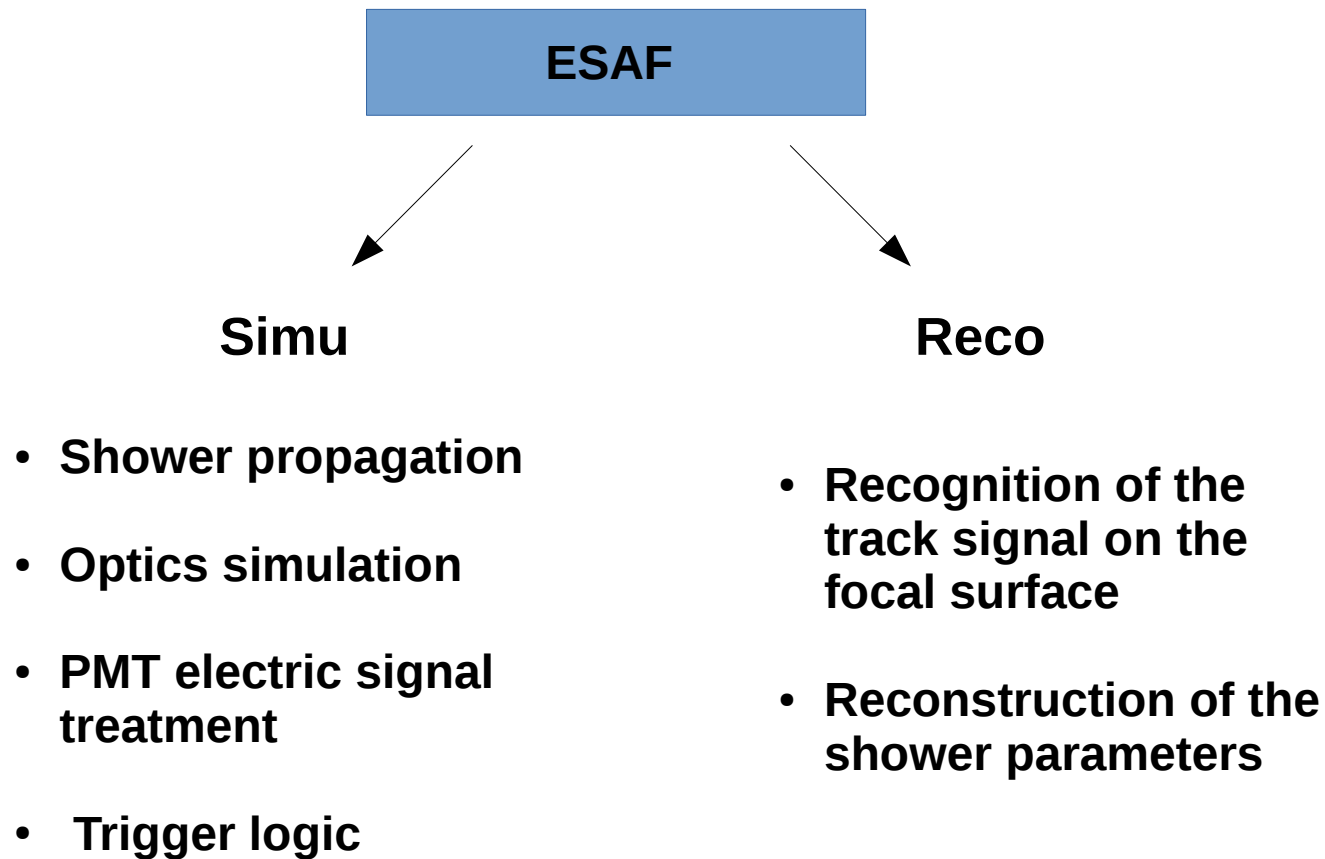 ESAF
Simu
• Shower propagation
• Optics simulation
• PMT electric signal
treatment
• Trigger logic
Reco
• Recognition of the
track signal on the
focal surface
• Reconstruction of the
shower parameters